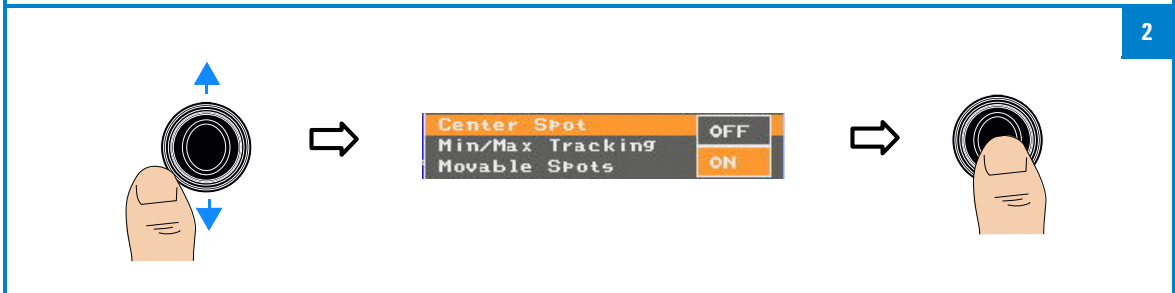 2
Center Spot
OFF
Min/Max Tracking
Movable Spots
ON